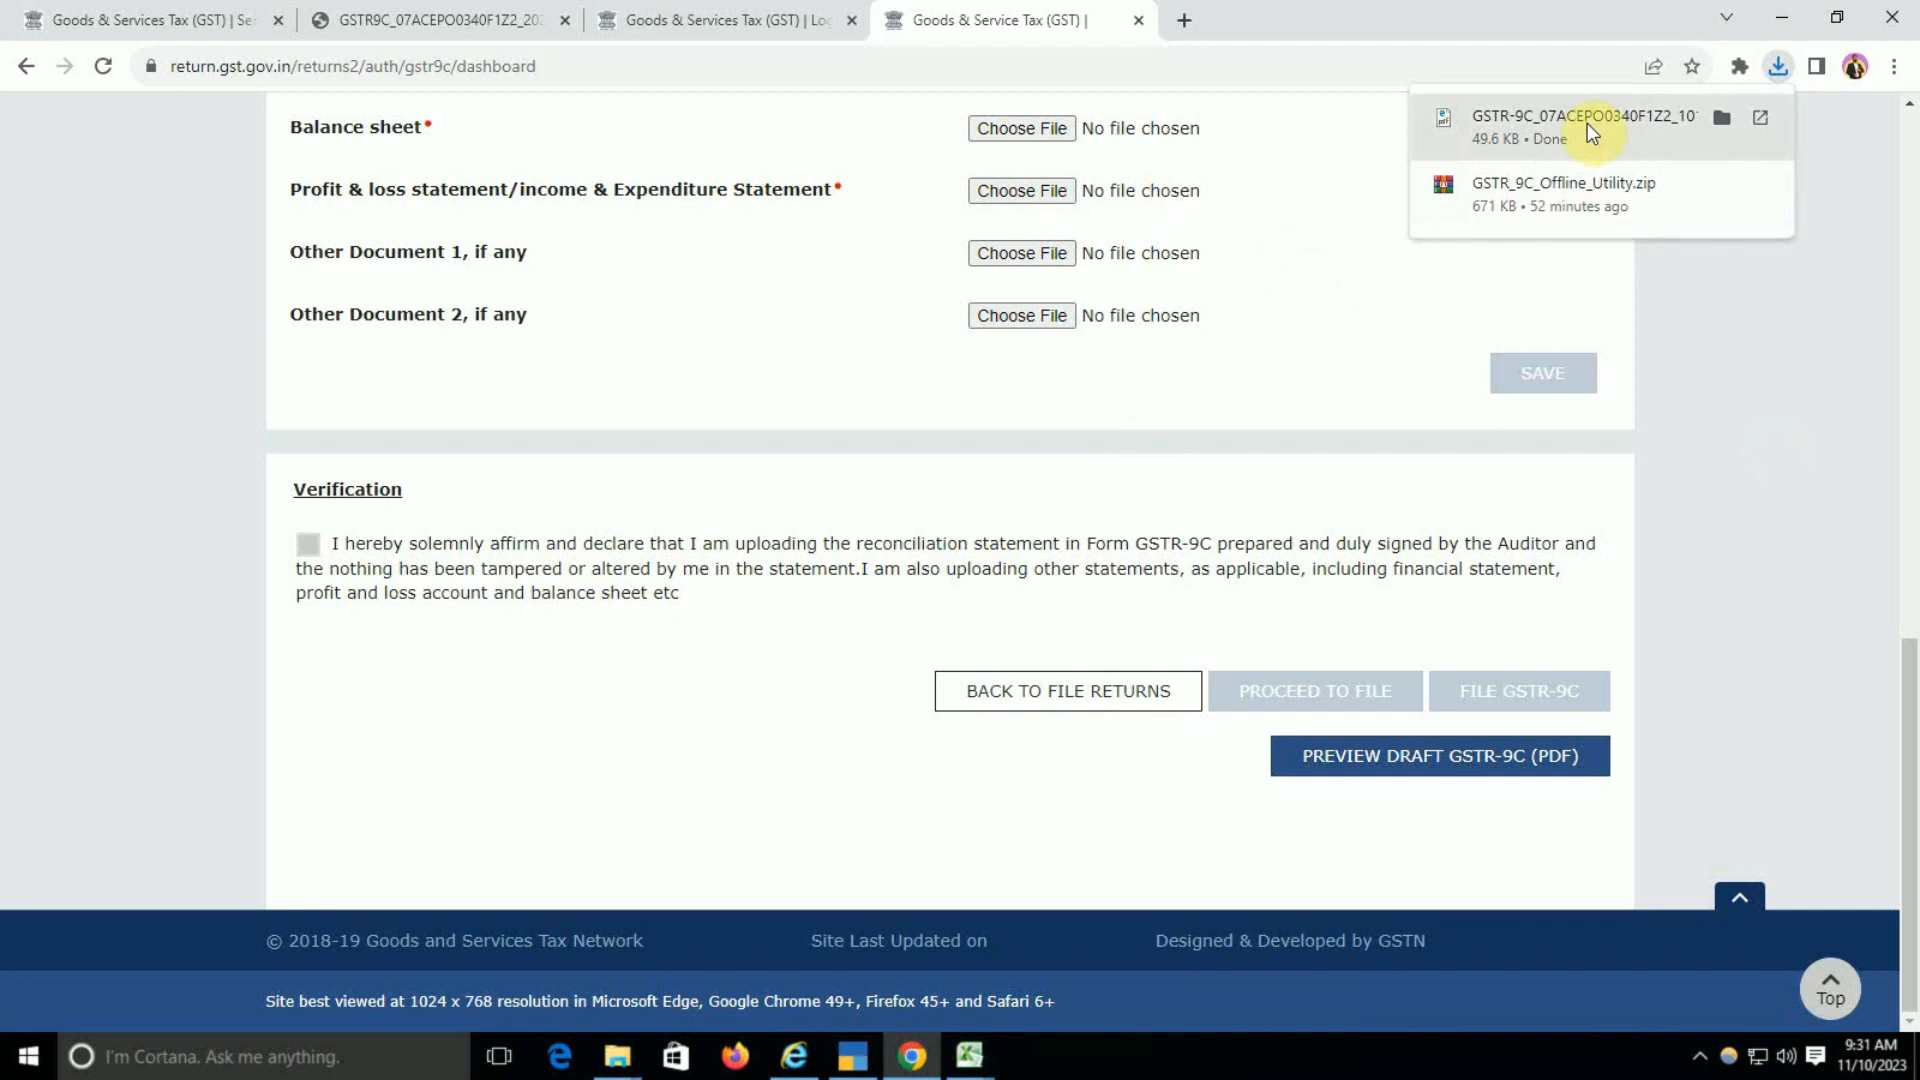 Goods & Services Tax (GST) | Se
GSTR9C_07ACEPO0340F1Z2_20
Goods & Services Tax (GST) | Lo
Goods & Service Tax (GST) |
return.gst.gov.in/returns2/auth/gstr9c/dashboard
GSTR-9C_07ACEPO0340F1Z2_10
49.6 KB • Done
GSTR_9C_Offline_Utility.zip
671 KB • 52 minutes ago
Balance sheet•
Choose File No file chosen
Profit & loss statement/income & Expenditure Statement•
Choose File No file chosen
Other Document 1, if any
Choose File No file chosen
Other Document 2, if any
Choose File No file chosen
SAVE
Verification
I hereby solemnly affirm and declare that I am uploading the reconciliation statement in Form GSTR-9C prepared and duly signed by the Auditor and
the nothing has been tampered or altered by me in the statement.I am also uploading other statements, as applicable, including financial statement,
profit and loss account and balance sheet etc
BACK TO FILE RETURNS
PROCEED TO FILE
FILE GSTR-9C
PREVIEW DRAFT GSTR-9C (PDF)
© 2018-19 Goods and Services Tax Network
Site Last Updated on
Designed & Developed by GSTN
Site best viewed at 1024 x 768 resolution in Microsoft Edge, Google Chrome 49+, Firefox 45+ and Safari 6+
Top
I'm Cortana. Ask me anything.
9:31 AM
11/10/2023